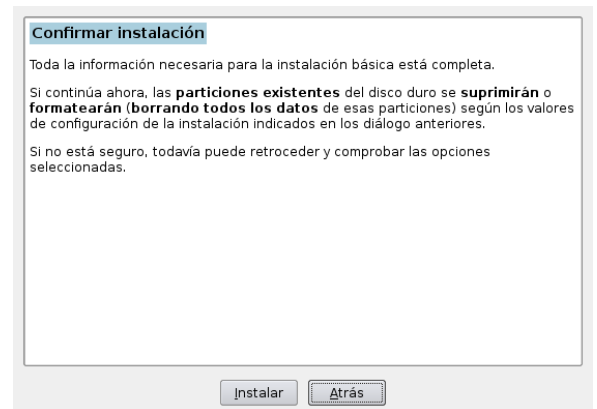 Confirmar instalación
Toda la información necesaria para la instalación básica está completa.
Si continúa ahora, las particiones existentes del disco duro se suprimirán o
formatearán (borrando todos los datos de esas particiones) según los valores
de configuración de la instalación indicados en los diálogo anteriores.
Si no está seguro, todavía puede retroceder y comprobar las opciones
seleccionadas.
Instalar Atrás